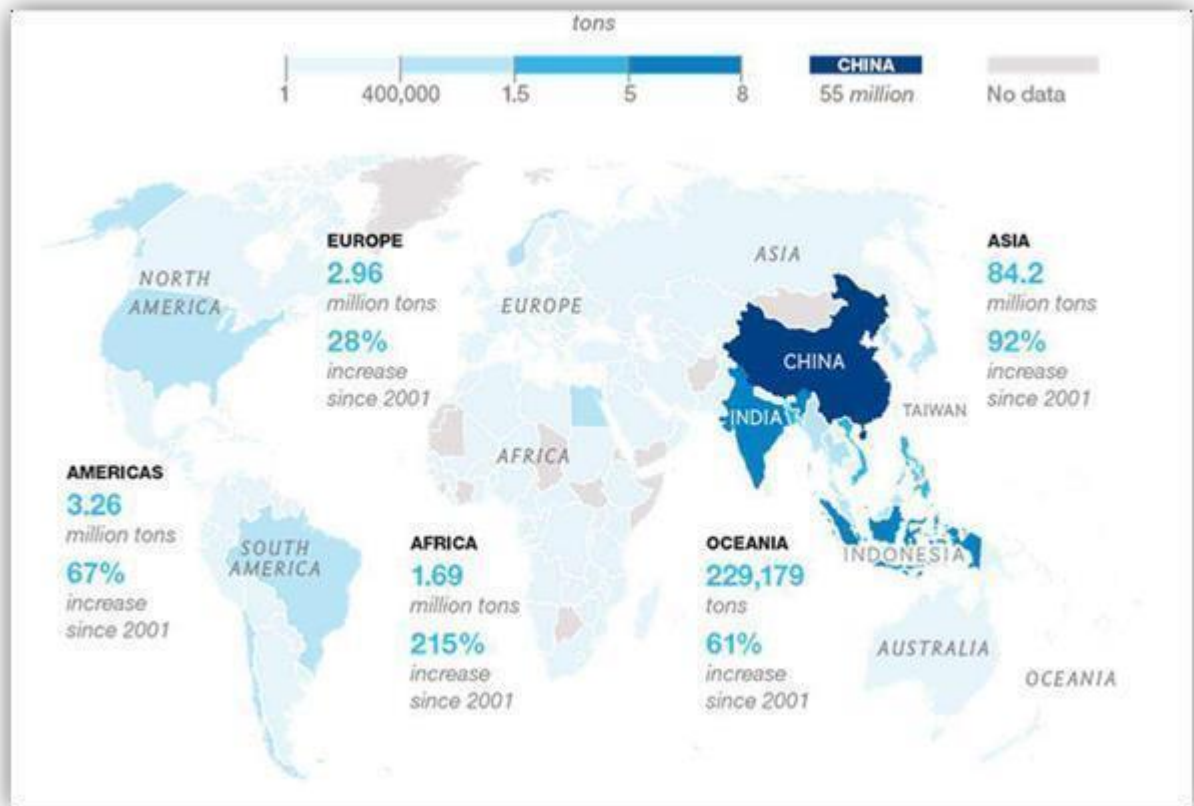 tons
1 400,000 1.5 5 8
CHINA
55 million
No data
EUROPE
2.96
million tons
28%
increase
since 2001
NORTH
AMERICA
EUROPE
ASIA
ASIA
84.2
million tons
92%
increase
since 2001
CHINA
INDIA
TAIWAN
AFRICA
AMERICAS
3.26
million tons
67%
increase
since 2001
SOUTH
AMERICA
AFRICA
1.69
million tons
215%
increase
since 2001
OCEANIA
229,179
tons
61%
increase
since 2001
INDONESIA
AUSTRALIA
OCEANIA